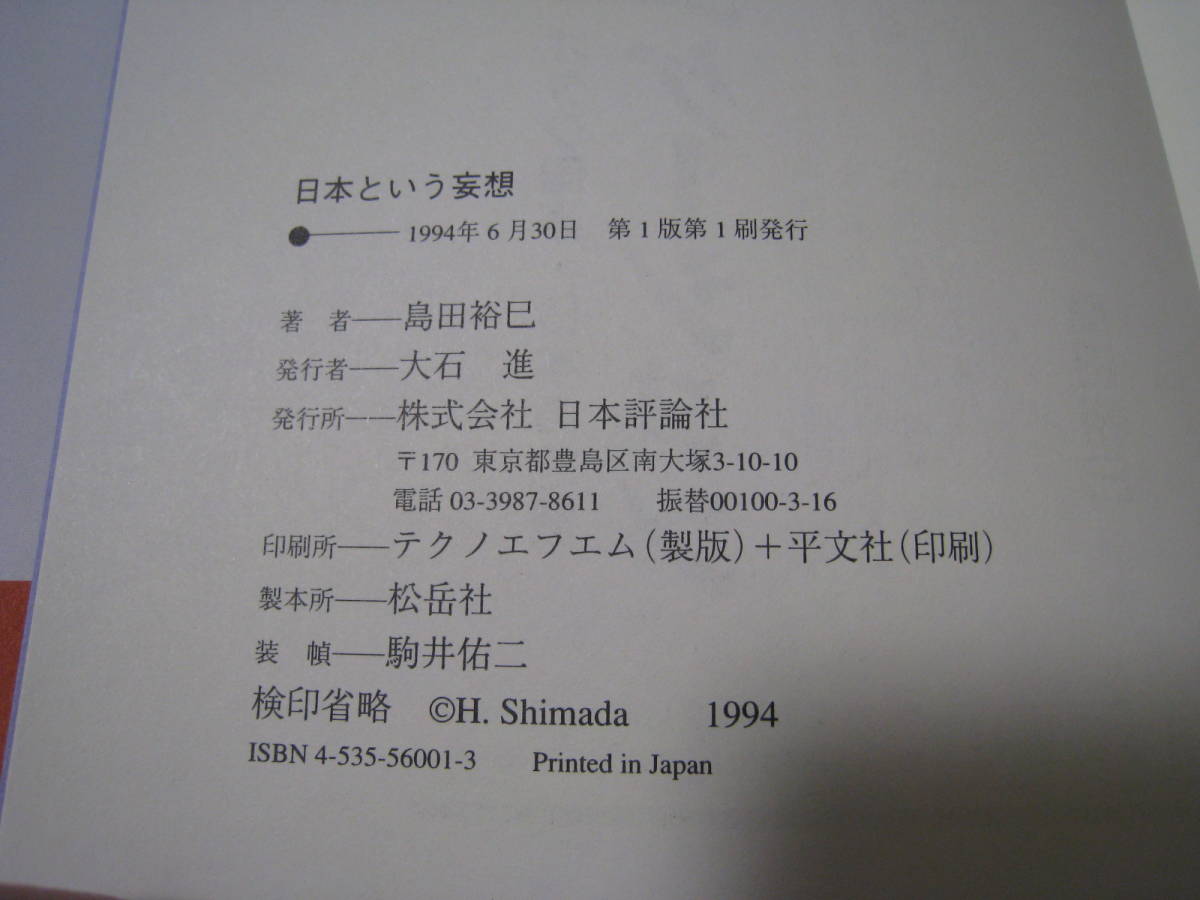 日本という妄想
1994年6月30日 第1版第1刷発行
著 者――島田裕巳
発行者――大石 進
発行所――株式会社 日本評論社
〒170 東京都豊島区南大塚3-10-10
電話03-3987-8611 振替00100-3-16
印刷所――テクノエフエム(製版)+平文社(印刷)
製本所――松岳社
装 幀――駒井佑二
検印省略 ©H. Shimada 1994
ISBN 4-535-56001-3 Printed in Japan